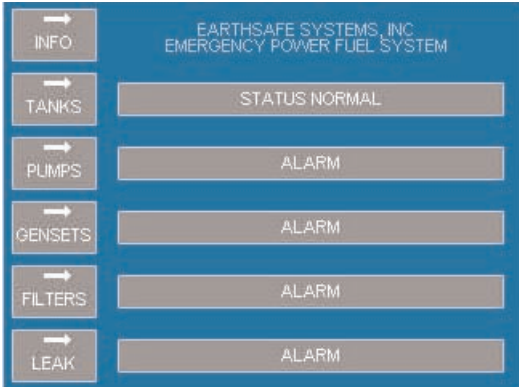 INFO
EARTHSAFE SYSTEMS, INC
EMERGENCY POWER FUEL SYSTEM
TANKS
STATUS NORMAL
PUMPS
ALARM
GENSETS
ALARM
FILTERS
ALARM
LEAK
ALARM